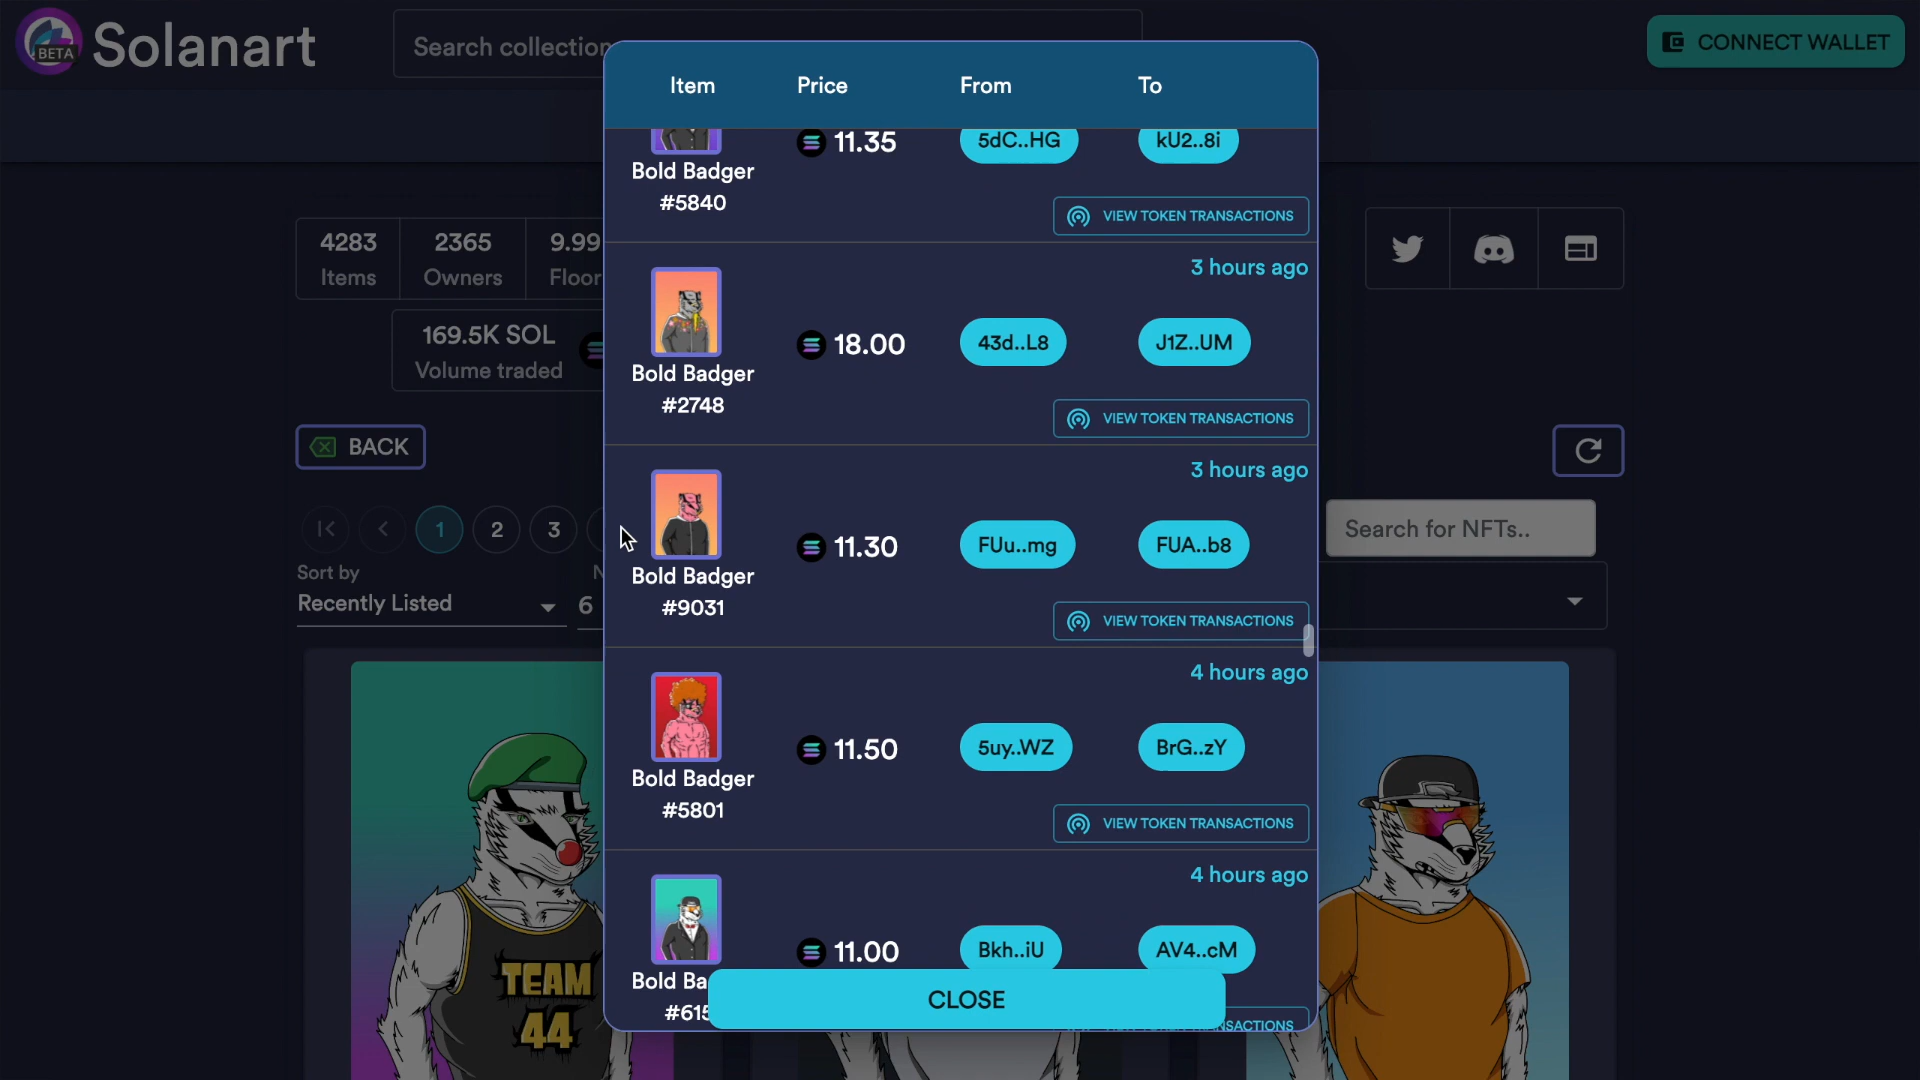 BETA
Solanart
Search collection
CONNECT WALLET
Item Price From To
11.35 5dC..HG kU2..8i
Bold Badger
#5840
VIEW TOKEN TRANSACTIONS
4283
Items
2365
Owners
9.99
Floor
169.5K SOL
Volume traded
3 hours ago
18.00 43d..L8 J1Z..UM
Bold Badger
#2748
VIEW TOKEN TRANSACTIONS
BACK
3 hours ago
11.30 FUu..mg FUA..b8
Bold Badger
#9031
VIEW TOKEN TRANSACTIONS
1 2 3
Search for NFTs..
Sort by
Recently Listed
6
4 hours ago
11.50 5uy..WZ BrG..zY
Bold Badger
#5801
VIEW TOKEN TRANSACTIONS
4 hours ago
11.00 Bkh..iU AV4..cM
Bold Ba
#615
CLOSE
TEAM
44